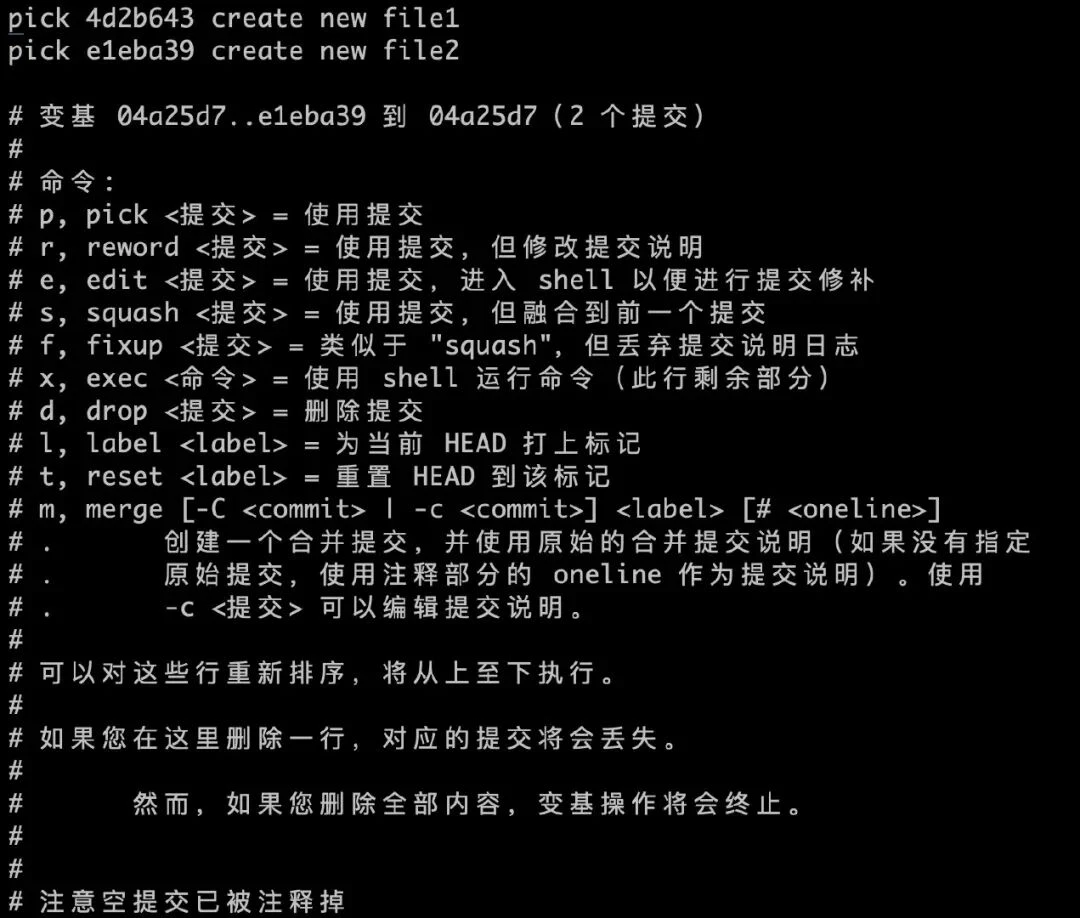 pick 4d2b643 create new file1
pick e1eba39 create new file2
# 变基 04a25d7..e1eba39 到 04a25d7（2 个提交）
#
# 命令：
# p, pick <提交> = 使用提交
# r, reword <提交> = 使用提交，但修改提交说明
# e, edit <提交> = 使用提交，进入 shell 以便进行提交修补
# s, squash <提交> = 使用提交，但融合到前一个提交
# f, fixup <提交> = 类似于 "squash"，但丢弃提交说明日志
# x, exec <命令> = 使用 shell 运行命令（此行剩余部分）
# d, drop <提交> = 删除提交
# l, label <label> = 为当前 HEAD 打上标记
# t, reset <label> = 重置 HEAD 到该标记
# m, merge [-C <commit> | -c <commit>] <label> [# <oneline>]
# .       创建一个合并提交，并使用原始的合并提交说明（如果没有指定
# .       原始提交，使用注释部分的 oneline 作为提交说明）。使用
# .       -c <提交> 可以编辑提交说明。
#
# 可以对这些行重新排序，将从上至下执行。
#
# 如果您在这里删除一行，对应的提交将会丢失。
#
#       然而，如果您删除全部内容，变基操作将会终止。
#
#
# 注意空提交已被注释掉